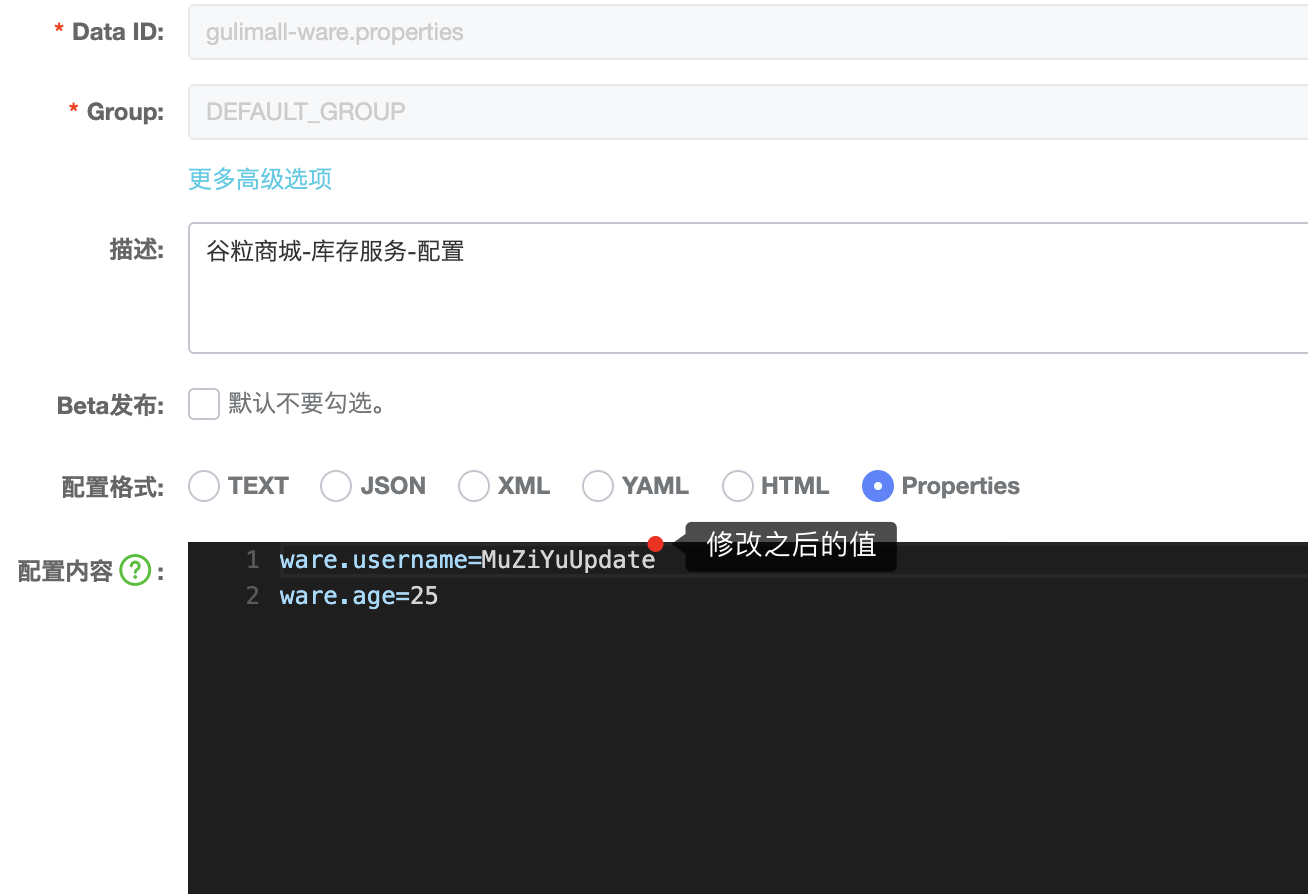 * Data ID: gulimall-ware.properties
* Group: DEFAULT_GROUP
更多高级选项
描述: 谷粒商城-库存服务-配置
Beta发布: 默认不要勾选。
配置格式: TEXT JSON XML YAML HTML Properties
修改之后的值
配置内容 ? : 1 ware.username=MuZiYuUpdate
2 ware.age=25